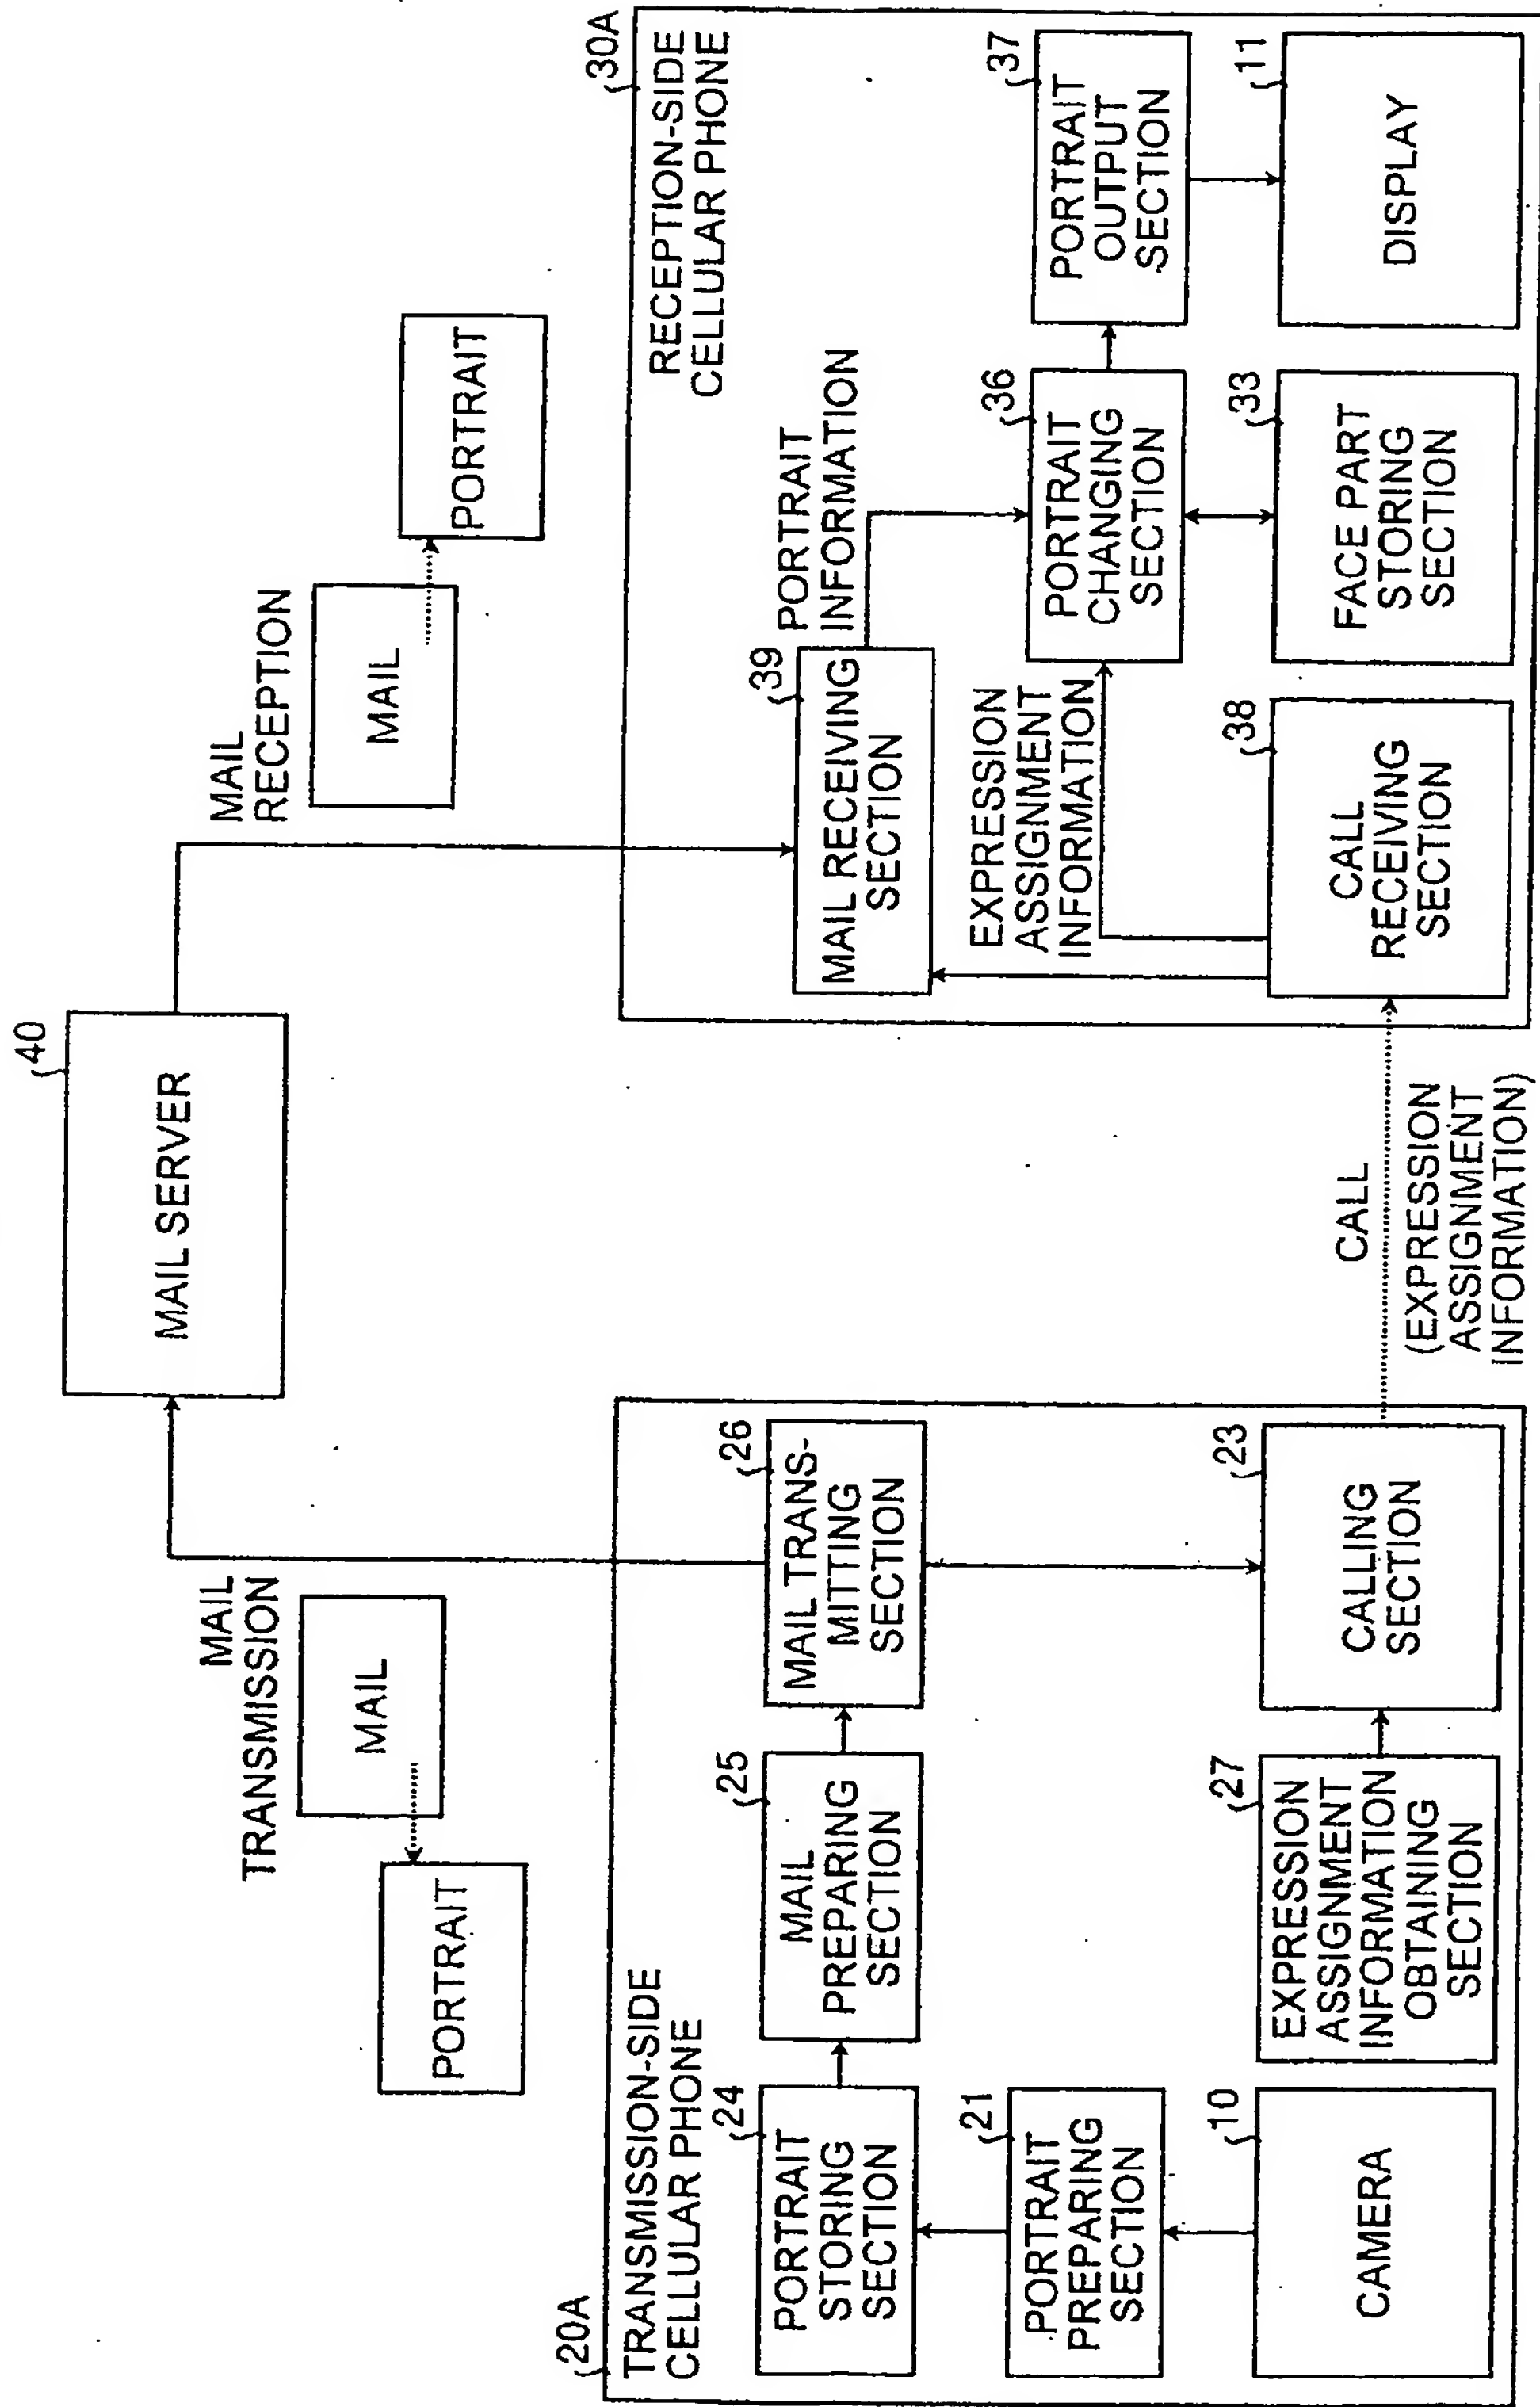 40
MAIL SERVER
MAIL
TRANSMISSION
MAIL
PORTRAIT
MAIL
RECEPTION
MAIL
PORTRAIT
20A
TRANSMISSION-SIDE
CELLULAR PHONE
24
PORTRAIT
STORING
SECTION
25
MAIL
PREPARING
SECTION
26
MAIL TRANS-
MITTING
SECTION
21
PORTRAIT
PREPARING
SECTION
10
CAMERA
27
EXPRESSION
ASSIGNMENT
INFORMATION
OBTAINING
SECTION
23
CALLING
SECTION
CALL
(EXPRESSION
ASSIGNMENT
INFORMATION)
30A
RECEPTION-SIDE
CELLULAR PHONE
39
MAIL RECEIVING
SECTION
PORTRAIT
INFORMATION
EXPRESSION
ASSIGNMENT
INFORMATION
36
PORTRAIT
CHANGING
SECTION
37
PORTRAIT
OUTPUT
SECTION
38
CALL
RECEIVING
SECTION
33
FACE PART
STORING
SECTION
11
DISPLAY